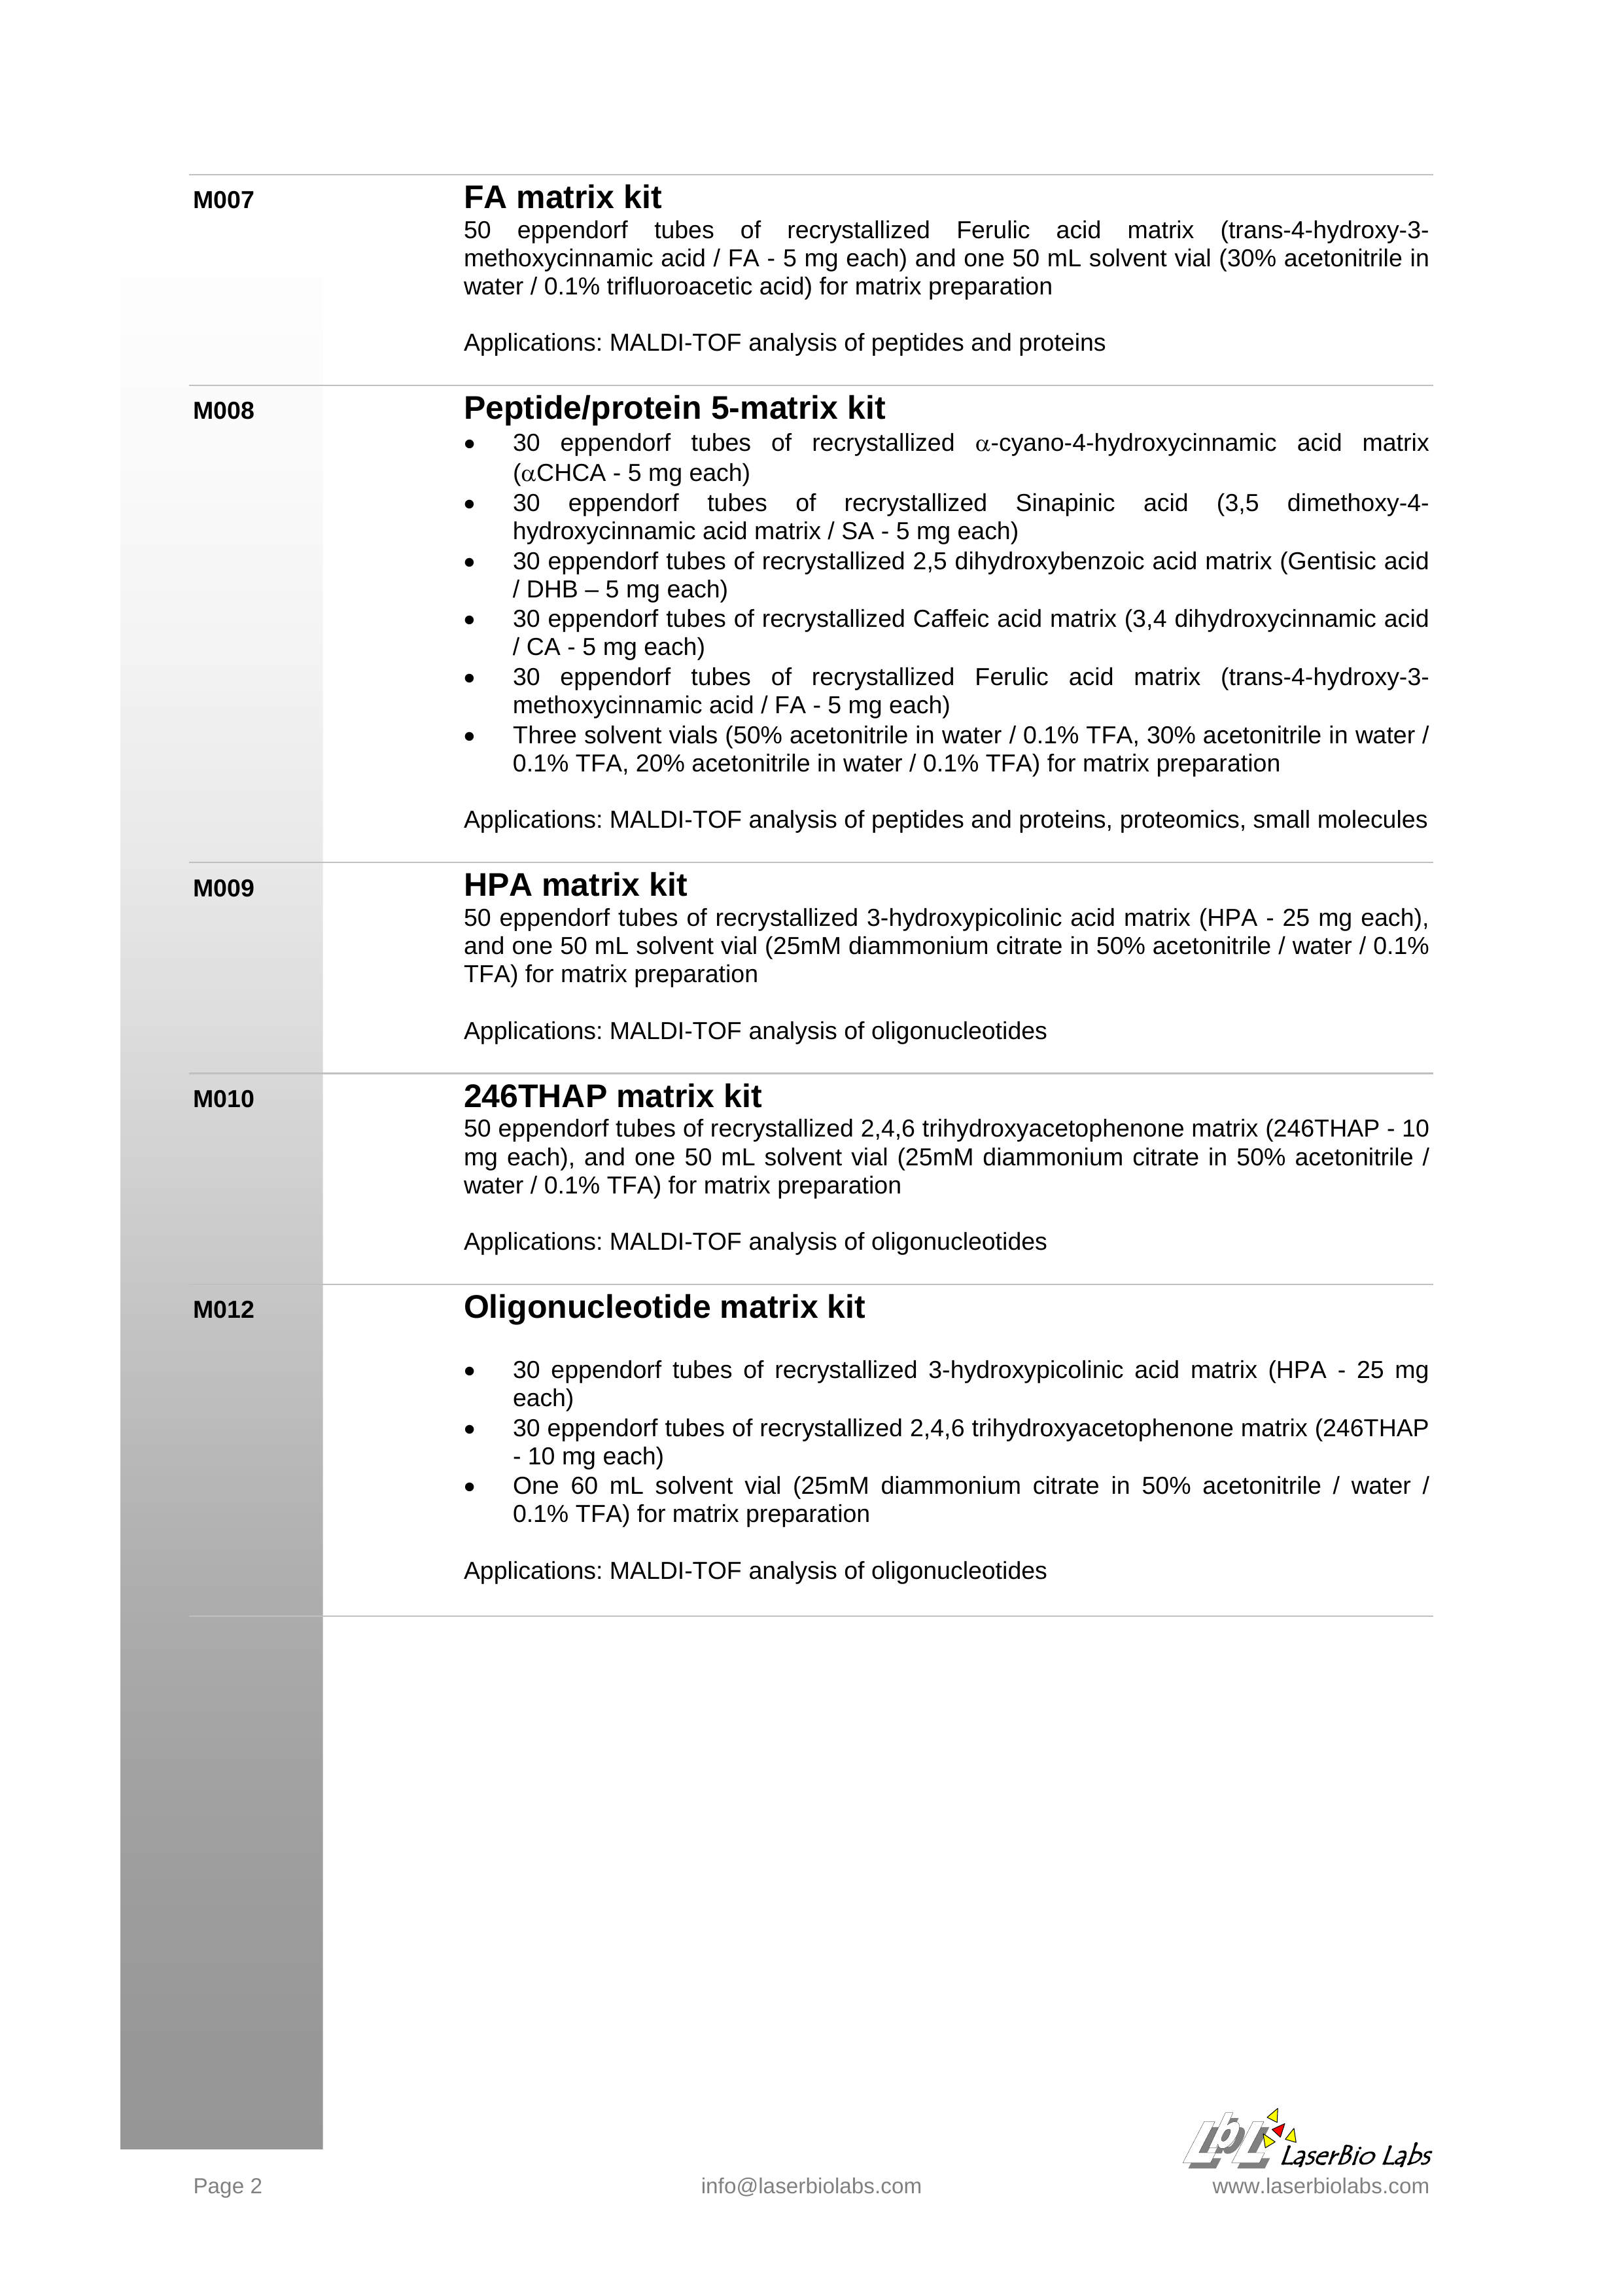 M007
FA matrix kit
50 eppendorf tubes of recrystallized Ferulic acid matrix (trans-4-hydroxy-3-
methoxycinnamic acid / FA - 5 mg each) and one 50 mL solvent vial (30% acetonitrile in
water / 0.1% trifluoroacetic acid) for matrix preparation
Applications: MALDI-TOF analysis of peptides and proteins
M008
Peptide/protein 5-matrix kit
• 30 eppendorf tubes of recrystallized α-cyano-4-hydroxycinnamic acid matrix
(αCHCA - 5 mg each)
• 30 eppendorf tubes of recrystallized Sinapinic acid (3,5 dimethoxy-4-
hydroxycinnamic acid matrix / SA - 5 mg each)
• 30 eppendorf tubes of recrystallized 2,5 dihydroxybenzoic acid matrix (Gentisic acid
/ DHB – 5 mg each)
• 30 eppendorf tubes of recrystallized Caffeic acid matrix (3,4 dihydroxycinnamic acid
/ CA - 5 mg each)
• 30 eppendorf tubes of recrystallized Ferulic acid matrix (trans-4-hydroxy-3-
methoxycinnamic acid / FA - 5 mg each)
• Three solvent vials (50% acetonitrile in water / 0.1% TFA, 30% acetonitrile in water /
0.1% TFA, 20% acetonitrile in water / 0.1% TFA) for matrix preparation
Applications: MALDI-TOF analysis of peptides and proteins, proteomics, small molecules
M009
HPA matrix kit
50 eppendorf tubes of recrystallized 3-hydroxypicolinic acid matrix (HPA - 25 mg each),
and one 50 mL solvent vial (25mM diammonium citrate in 50% acetonitrile / water / 0.1%
TFA) for matrix preparation
Applications: MALDI-TOF analysis of oligonucleotides
M010
246THAP matrix kit
50 eppendorf tubes of recrystallized 2,4,6 trihydroxyacetophenone matrix (246THAP - 10
mg each), and one 50 mL solvent vial (25mM diammonium citrate in 50% acetonitrile /
water / 0.1% TFA) for matrix preparation
Applications: MALDI-TOF analysis of oligonucleotides
M012
Oligonucleotide matrix kit
• 30 eppendorf tubes of recrystallized 3-hydroxypicolinic acid matrix (HPA - 25 mg
each)
• 30 eppendorf tubes of recrystallized 2,4,6 trihydroxyacetophenone matrix (246THAP
- 10 mg each)
• One 60 mL solvent vial (25mM diammonium citrate in 50% acetonitrile / water /
0.1% TFA) for matrix preparation
Applications: MALDI-TOF analysis of oligonucleotides
LbL LaserBio Labs
Page 2 info@laserbiolabs.com www.laserbiolabs.com